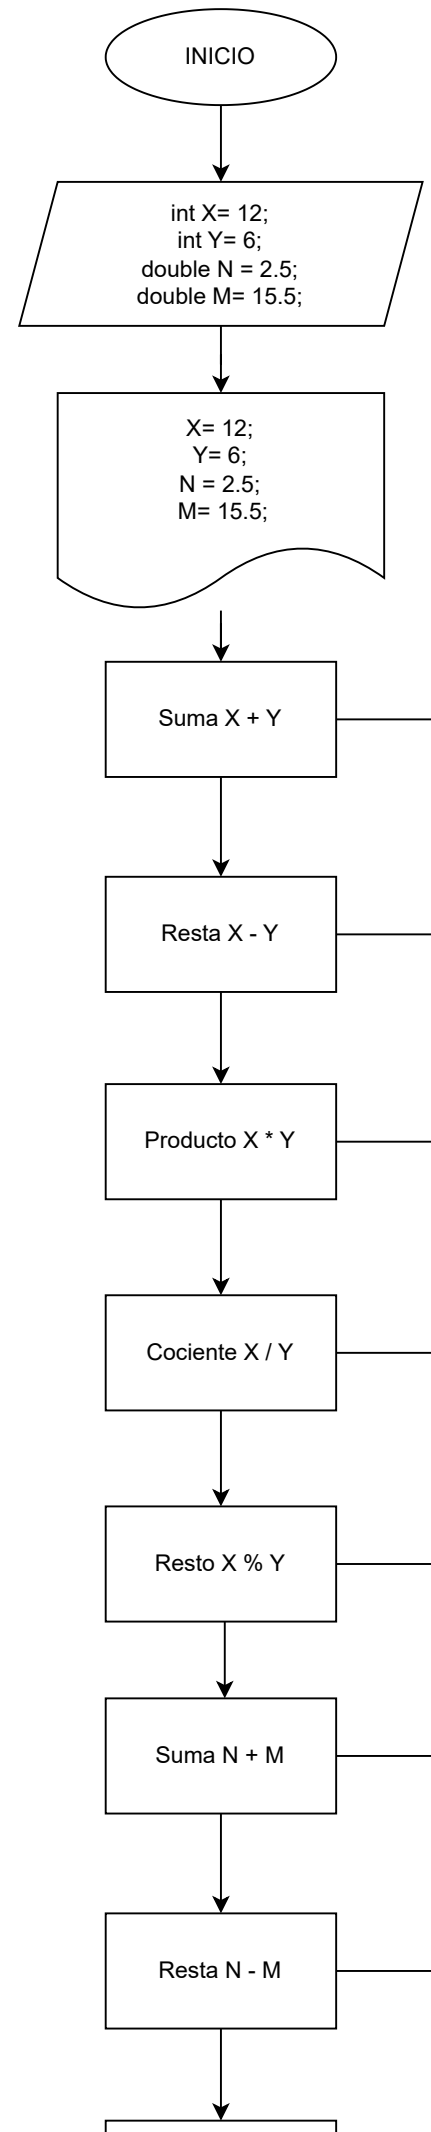 INICIO
int X= 12;
int Y= 6;
double N = 2.5;
double M= 15.5;
X= 12;
Y= 6;
N = 2.5;
M= 15.5;
Suma X + Y
Resta X - Y
Producto X * Y
Cociente X / Y
Resto X % Y
Suma N + M
Resta N - M